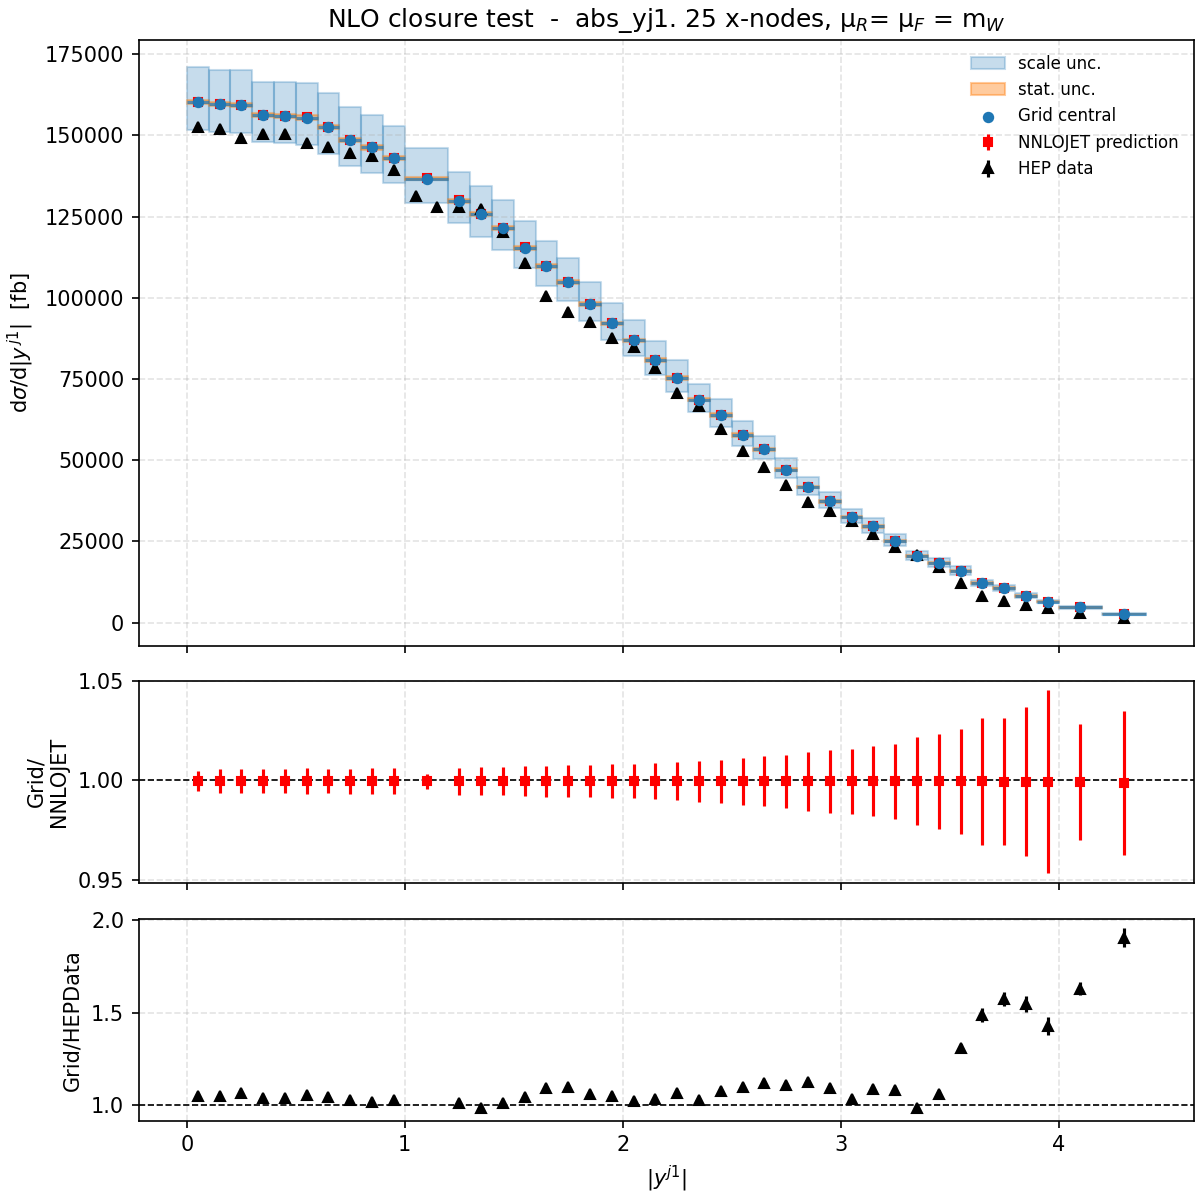 NLO closure test - abs_yj1. 25 x-nodes, μ_R= μ_F = m_W
scale unc.
stat. unc.
Grid central
NNLOJET prediction
HEP data
dσ/d|y^{j1}| [fb]
175000
150000
125000
100000
75000
50000
25000
0
Grid/
NNLOJET
1.05
1.00
0.95
Grid/HEPData
2.0
1.5
1.0
0 1 2 3 4
|y^{j1}|